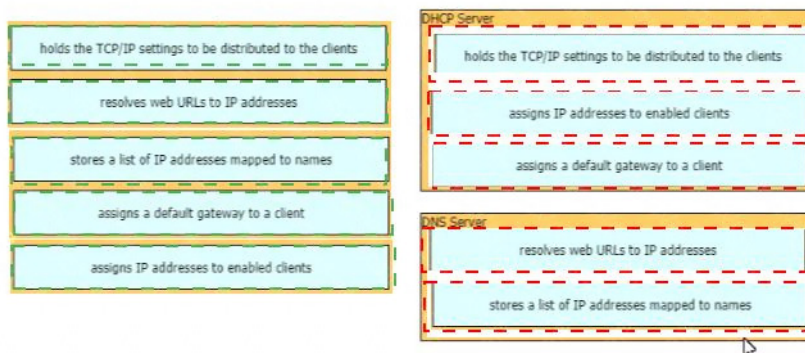 holds the TCP/IP settings to be distributed to the clients
resolves web URLs to IP addresses
stores a list of IP addresses mapped to names
assigns a default gateway to a client
assigns IP addresses to enabled clients
DHCP Server
holds the TCP/IP settings to be distributed to the clients
assigns IP addresses to enabled clients
assigns a default gateway to a client
DNS Server
resolves web URLs to IP addresses
stores a list of IP addresses mapped to names